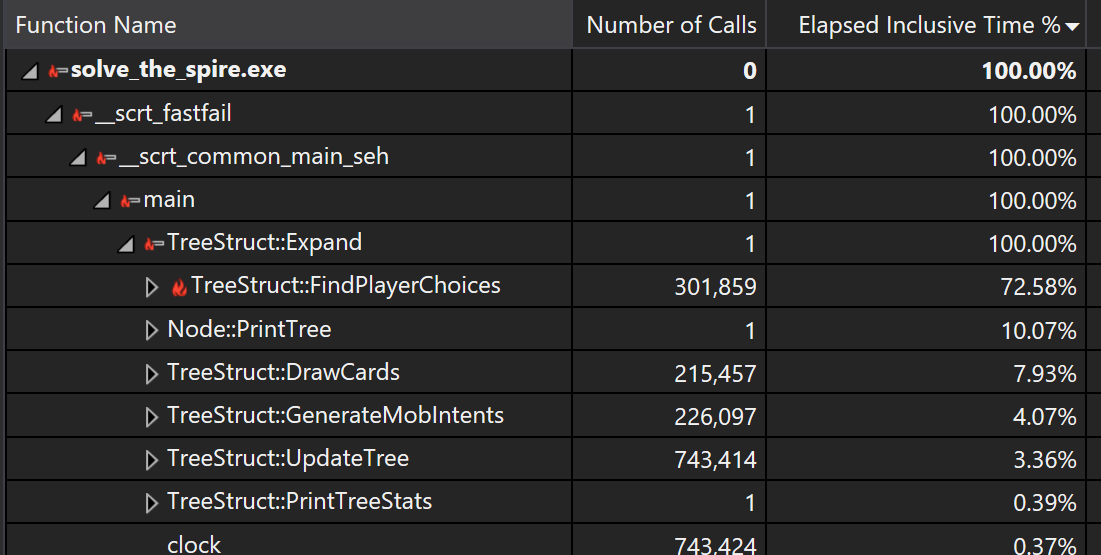 Function Name Number of Calls Elapsed Inclusive Time %
solve_the_spire.exe 0 100.00%
__scrt_fastfail 1 100.00%
__scrt_common_main_seh 1 100.00%
main 1 100.00%
TreeStruct::Expand 1 100.00%
TreeStruct::FindPlayerChoices 301,859 72.58%
Node::PrintTree 1 10.07%
TreeStruct::DrawCards 215,457 7.93%
TreeStruct::GenerateMobIntents 226,097 4.07%
TreeStruct::UpdateTree 743,414 3.36%
TreeStruct::PrintTreeStats 1 0.39%
clock 743,424 0.37%